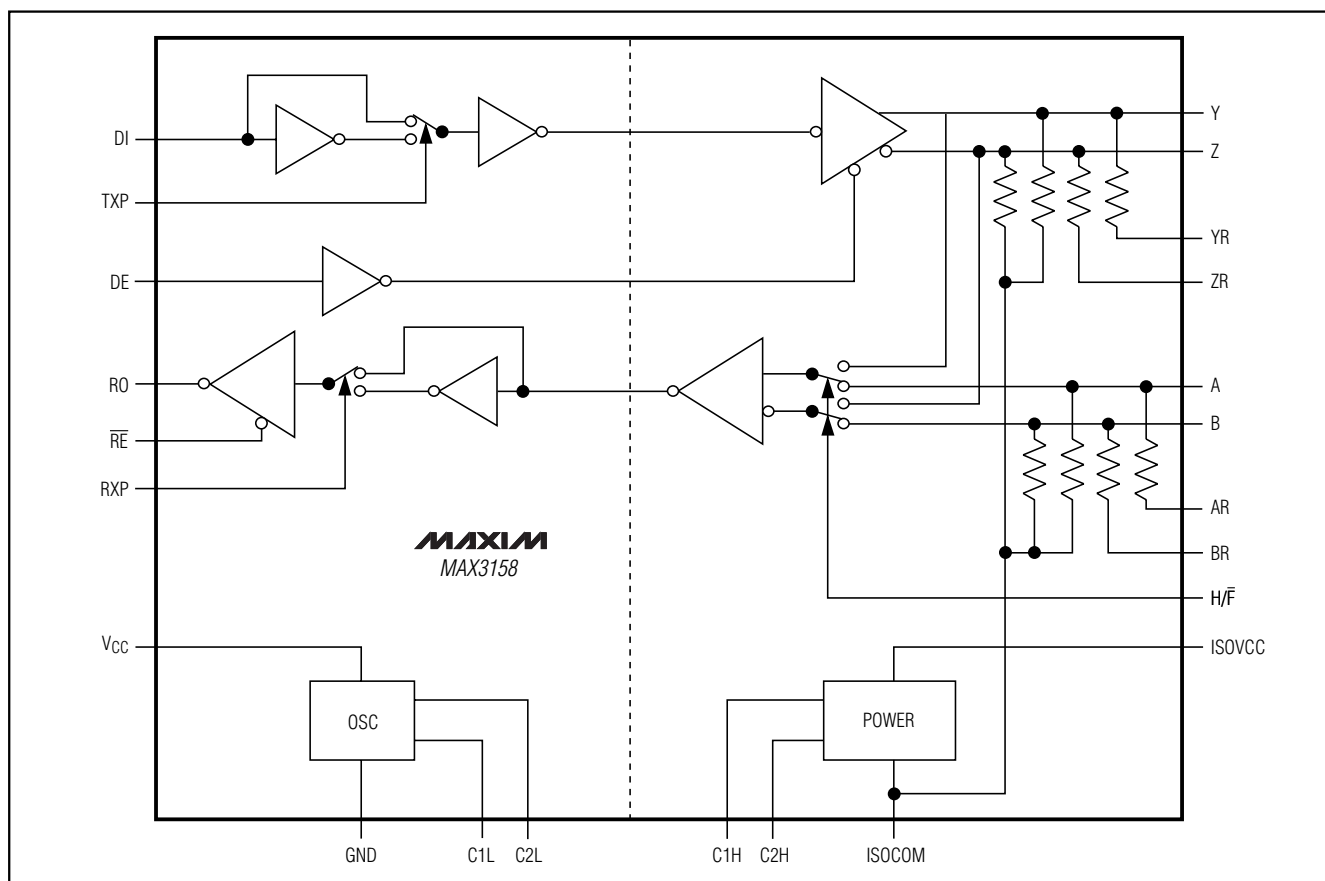 DI
TXP
DE
RO
R̅E̅
RXP
MAXIM
MAX3158
VCC
OSC
GND
C1L
C2L
Y
Z
YR
ZR
A
B
AR
BR
H/F̅
ISOVCC
POWER
C1H
C2H
ISOCOM